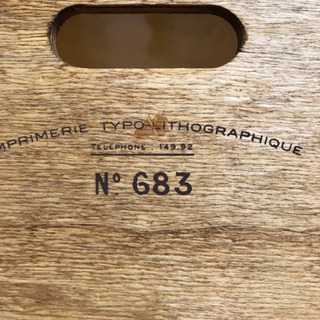 IMPRIMERIE TYPO-LITHOGRAPHIQUE
TELEPHONE : 149.92
Nº 683